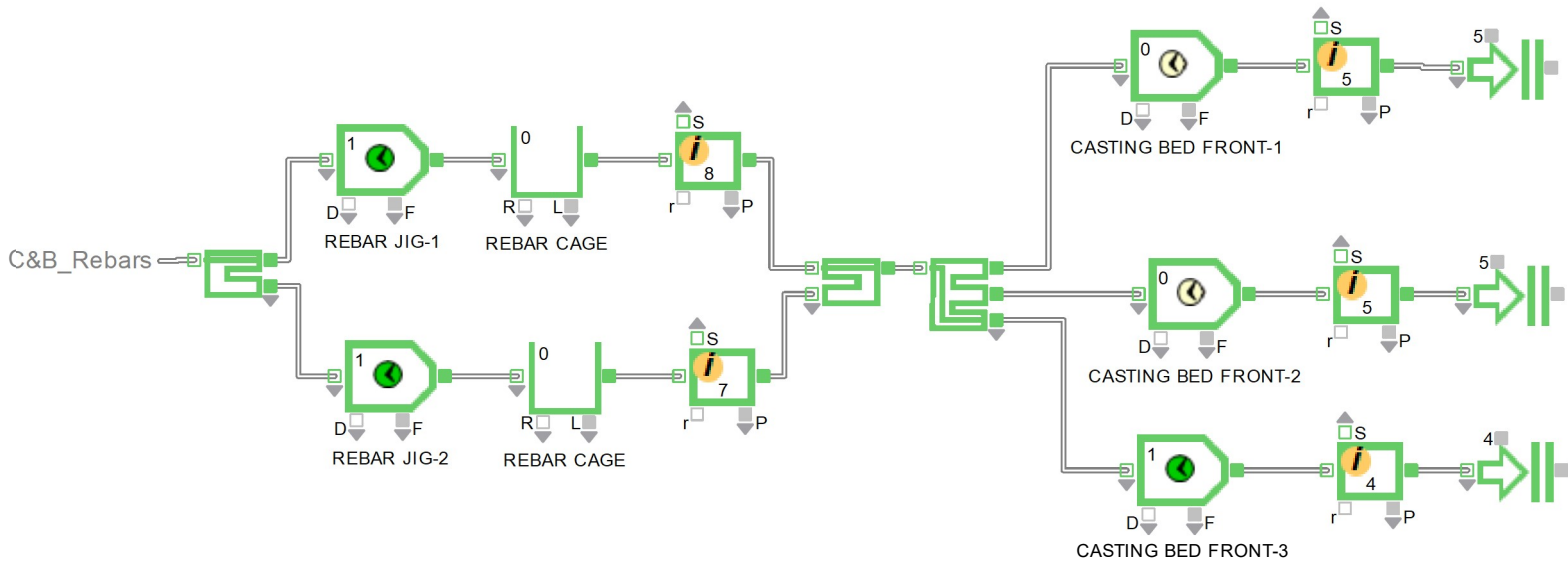 C&B_Rebars
1
D
F
REBAR JIG-1
0
R
L
REBAR CAGE
S
i
8
r
P
1
D
F
REBAR JIG-2
0
R
L
REBAR CAGE
S
i
7
r
P
0
D
F
CASTING BED FRONT-1
S
i
5
r
P
5
0
D
F
CASTING BED FRONT-2
S
i
5
r
P
5
1
D
F
CASTING BED FRONT-3
S
i
4
r
P
4